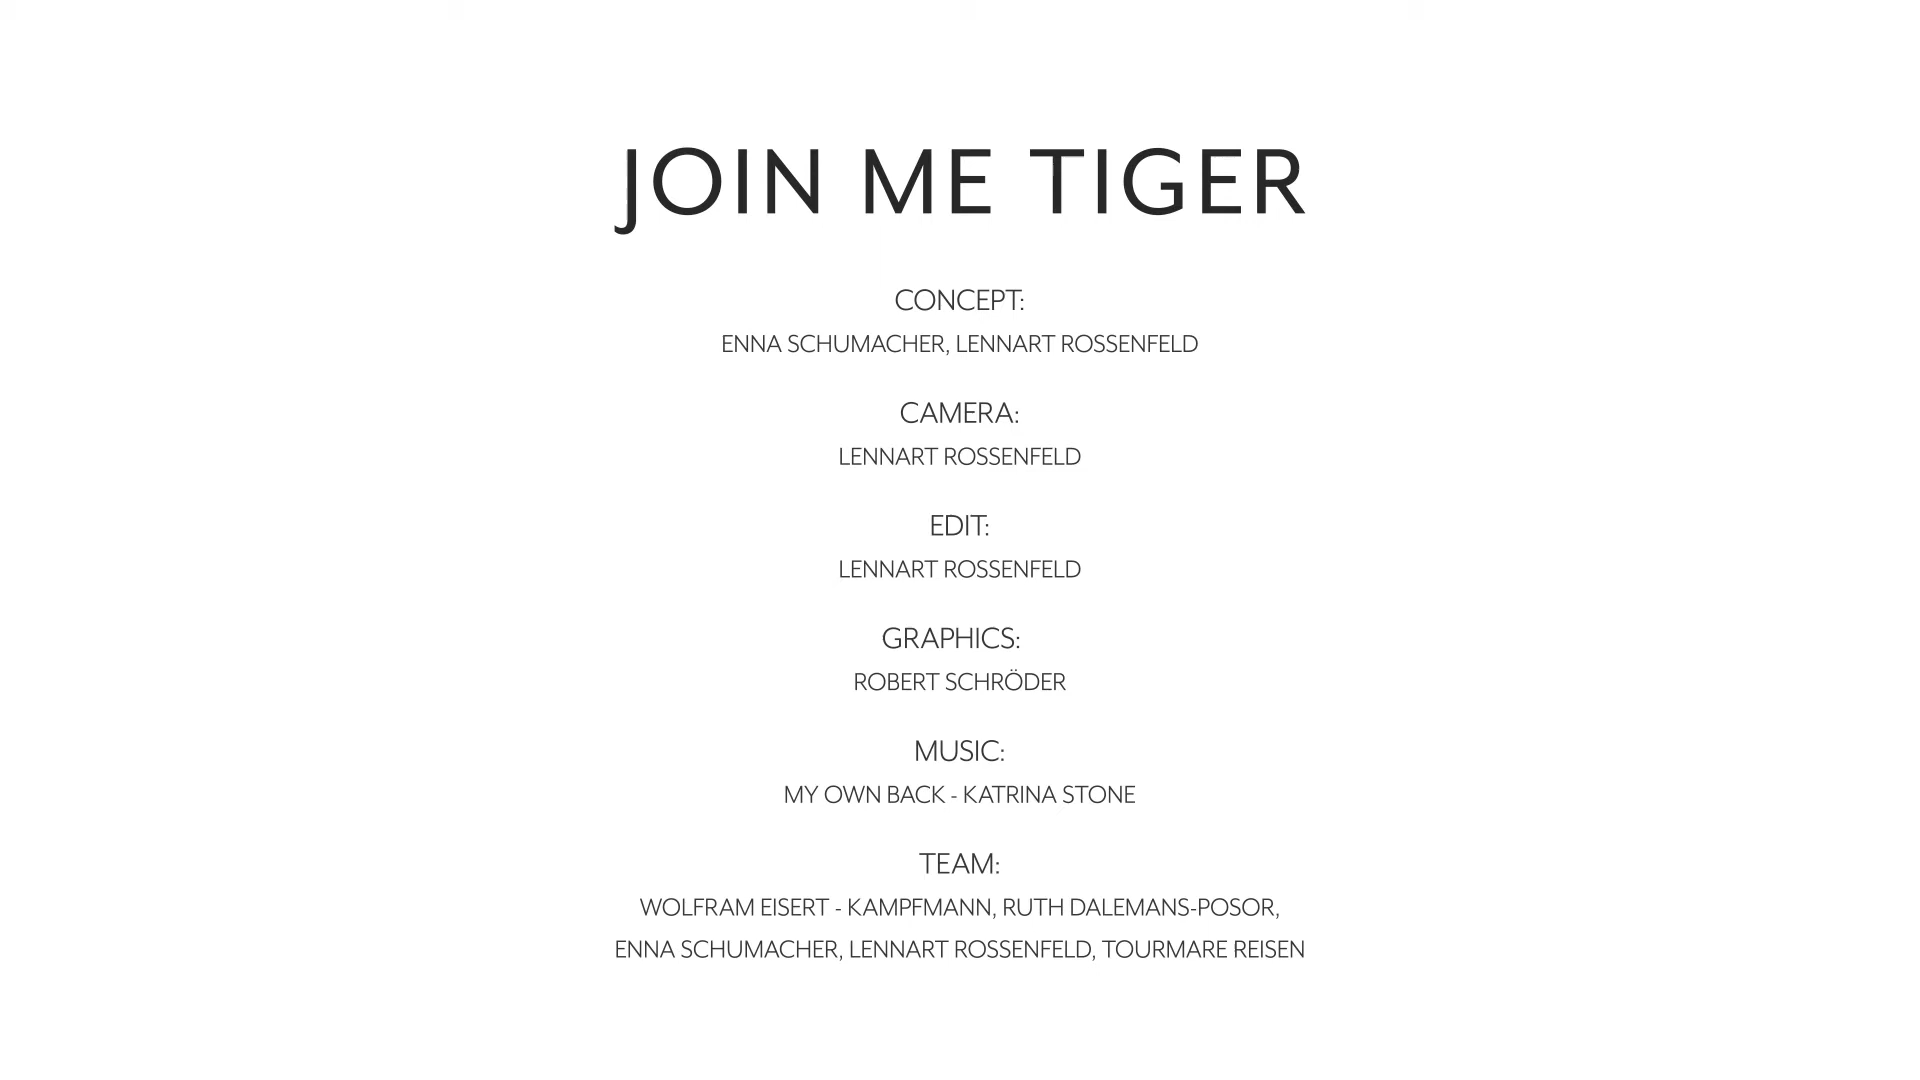 JOIN ME TIGER
CONCEPT:
ENNA SCHUMACHER, LENNART ROSSENFELD
CAMERA:
LENNART ROSSENFELD
EDIT:
LENNART ROSSENFELD
GRAPHICS:
ROBERT SCHRÖDER
MUSIC:
MY OWN BACK - KATRINA STONE
TEAM:
WOLFRAM EISERT - KAMPFMANN, RUTH DALEMANS-POSOR,
ENNA SCHUMACHER, LENNART ROSSENFELD, TOURMARE REISEN